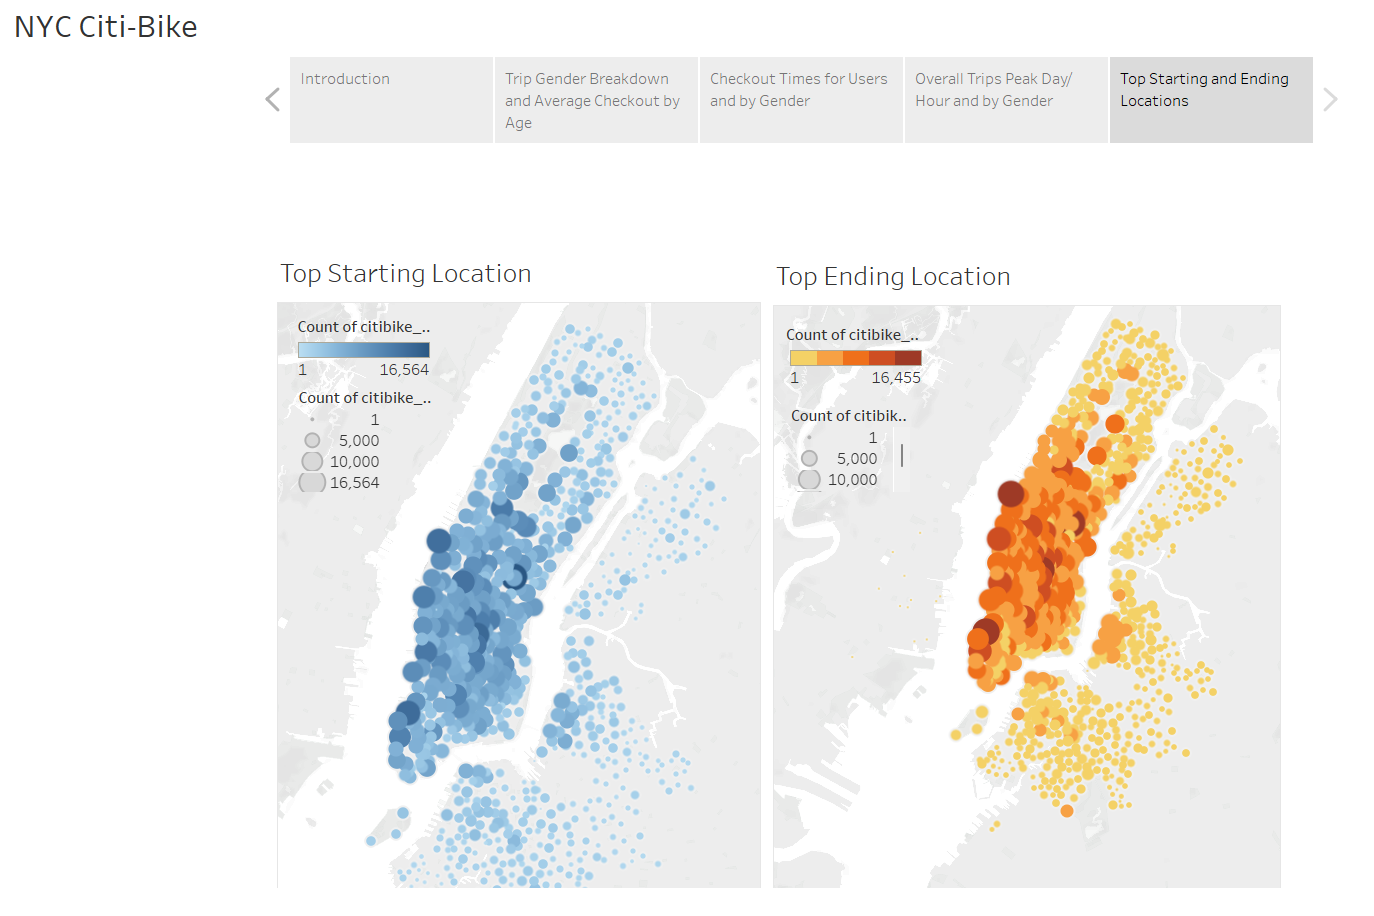 NYC Citi-Bike
Introduction
Trip Gender Breakdown
and Average Checkout by
Age
Checkout Times for Users
and by Gender
Overall Trips Peak Day/
Hour and by Gender
Top Starting and Ending
Locations
Top Starting Location
Count of citibike_..
1 16,564
Count of citibike_..
1
5,000
10,000
16,564
Top Ending Location
Count of citibike_..
1 16,455
Count of citibik..
1
5,000
10,000